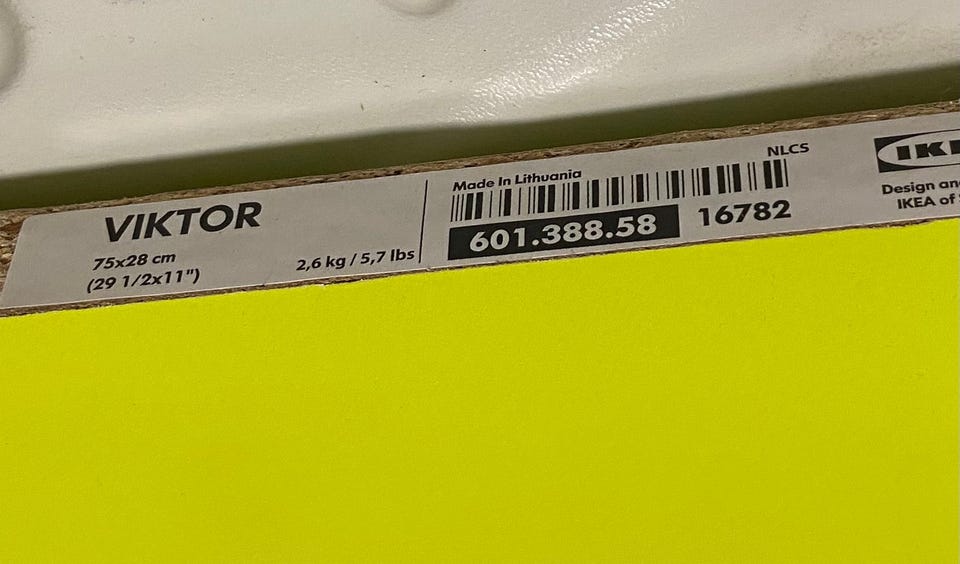 VIKTOR
75x28 cm
(29 1/2x11")
2,6 kg / 5,7 lbs
Made In Lithuania
601.388.58
16782
NLCS
Design
IKEA of